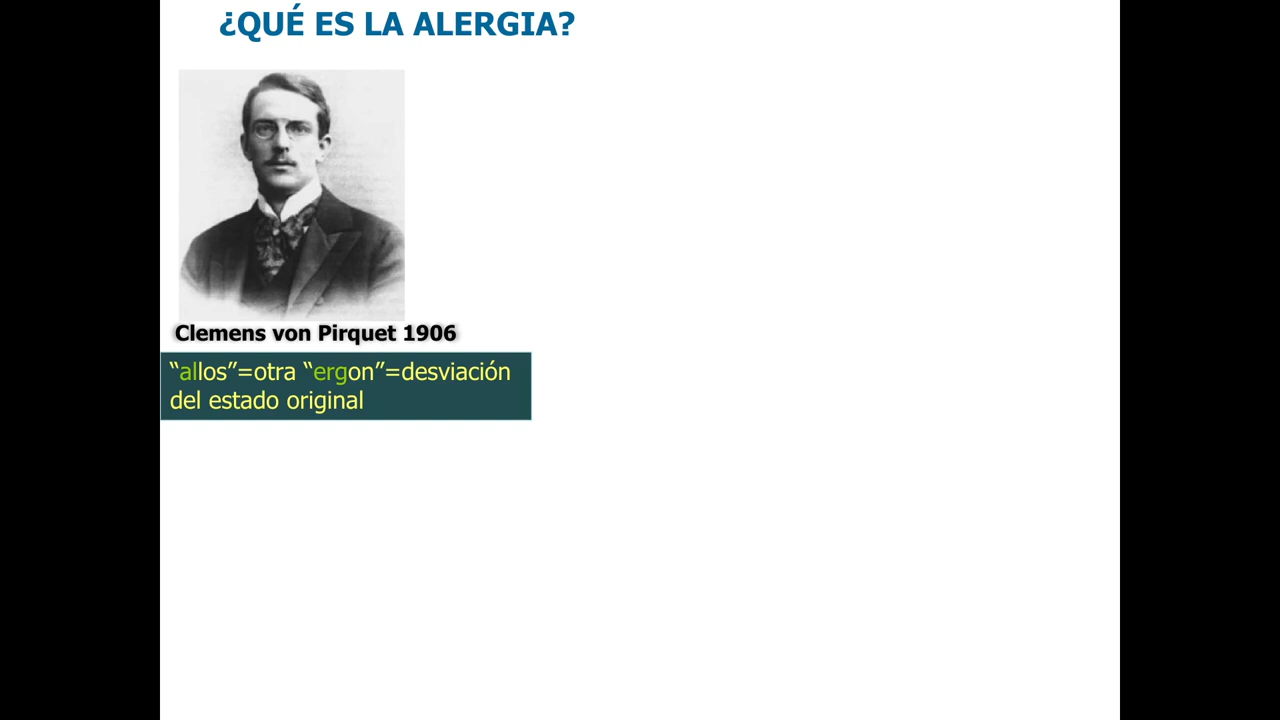 ¿QUÉ ES LA ALERGIA?
Clemens von Pirquet 1906
“allos”=otra “ergon”=desviación
del estado original